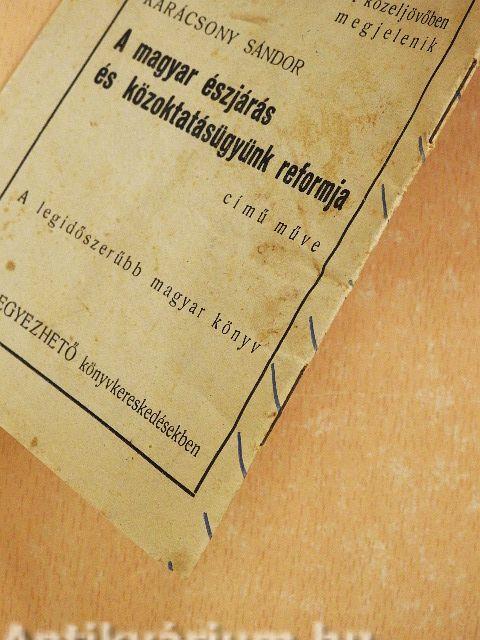 közeljövőben
megjelenik
KARÁCSONY SÁNDOR
A magyar észjárás
és közoktatásügyünk reformja
című műve
A legidőszerűbb magyar könyv
EGYEZHETŐ könyvkereskedésekben
Antikvárium.hu